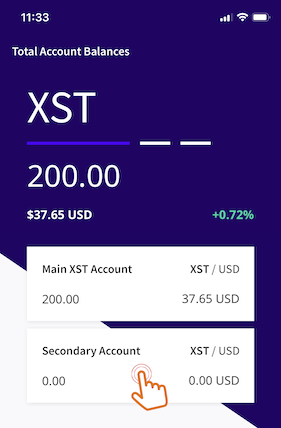 11:33
Total Account Balances
XST
200.00
$37.65 USD +0.72%
Main XST Account XST / USD
200.00 37.65 USD
Secondary Account XST / USD
0.00 0.00 USD